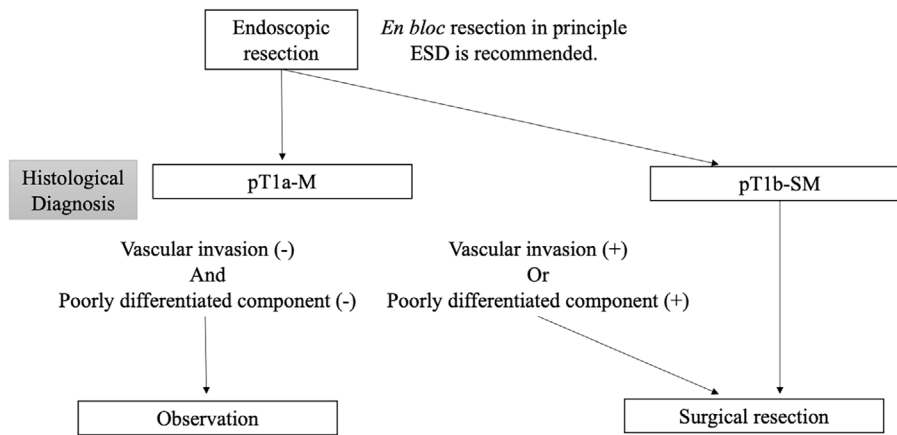 Endoscopic
resection
En bloc resection in principle
ESD is recommended.
Histological
Diagnosis
pT1a-M
pT1b-SM
Vascular invasion (-)
And
Poorly differentiated component (-)
Vascular invasion (+)
Or
Poorly differentiated component (+)
Observation
Surgical resection